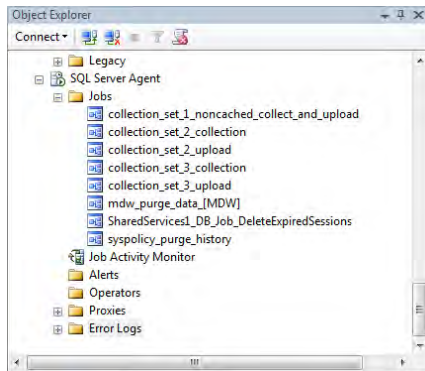 Object Explorer
Connect
Legacy
SQL Server Agent
Jobs
collection_set_1_noncached_collect_and_upload
collection_set_2_collection
collection_set_2_upload
collection_set_3_collection
collection_set_3_upload
mdw_purge_data_[MDW]
SharedServices1_DB_Job_DeleteExpiredSessions
syspolicy_purge_history
Job Activity Monitor
Alerts
Operators
Proxies
Error Logs